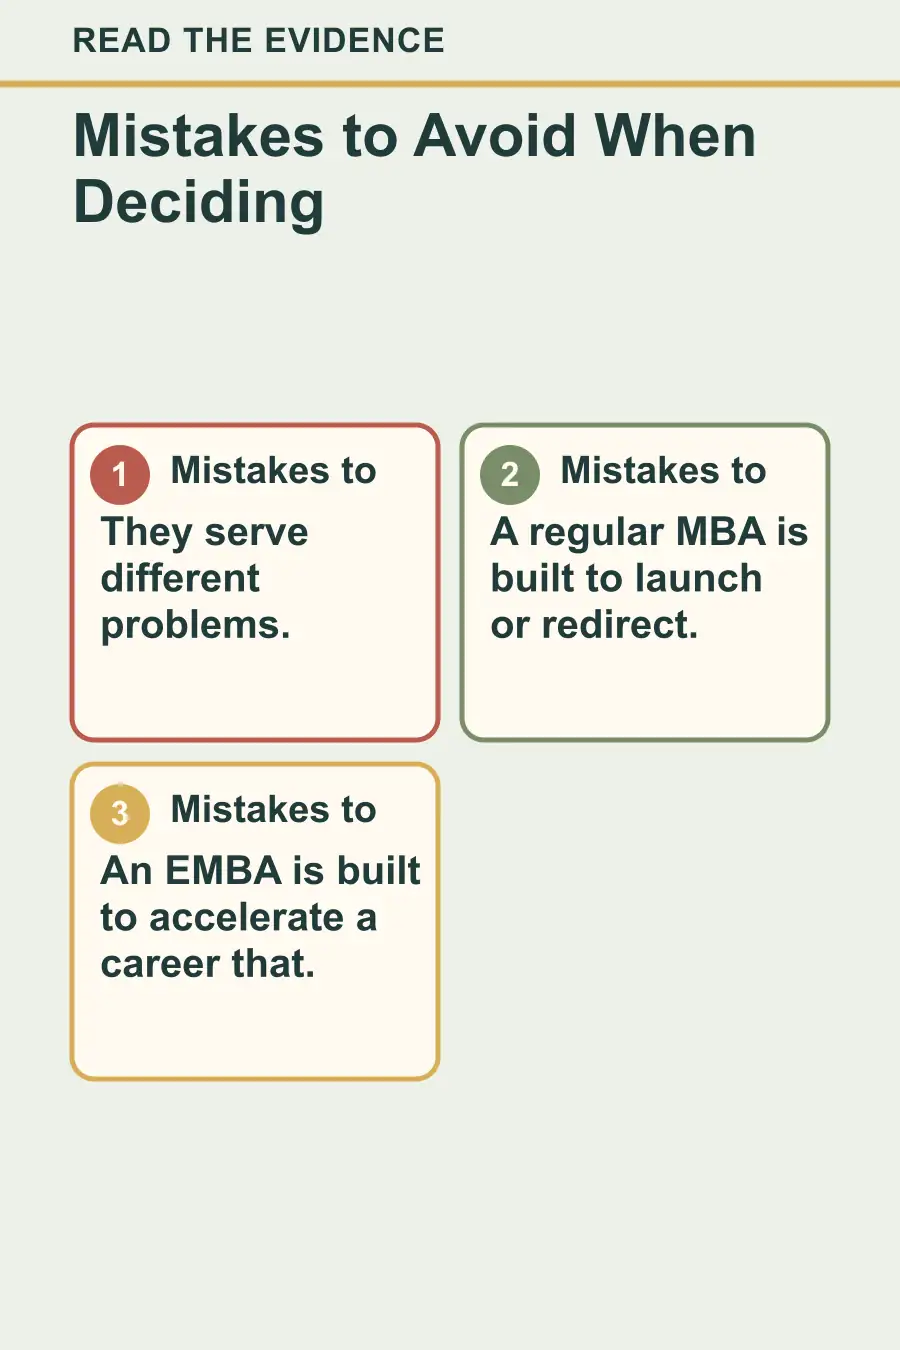 READ THE EVIDENCE
Mistakes to Avoid When
Deciding
1 Mistakes to
They serve
different
problems.
2 Mistakes to
A regular MBA is
built to launch
or redirect.
3 Mistakes to
An EMBA is built
to accelerate a
career that.